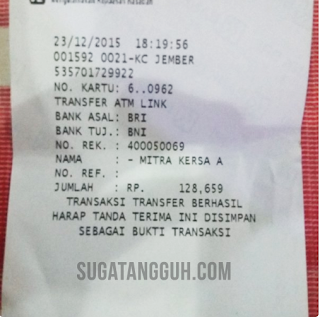 23/12/2015 18:19:56
001592 0021-KC JEMBER
535701729922
NO. KARTU: 6..0962
TRANSFER ATM LINK
BANK ASAL: BRI
BANK TUJ.: BNI
NO. REK. : 400050069
NAMA : - MITRA KERSA A
NO. REF. :
JUMLAH : RP. 128,659
TRANSAKSI TRANSFER BERHASIL
HARAP TANDA TERIMA INI DISIMPAN
SEBAGAI BUKTI TRANSAKSI
SUGATANGGUH.COM